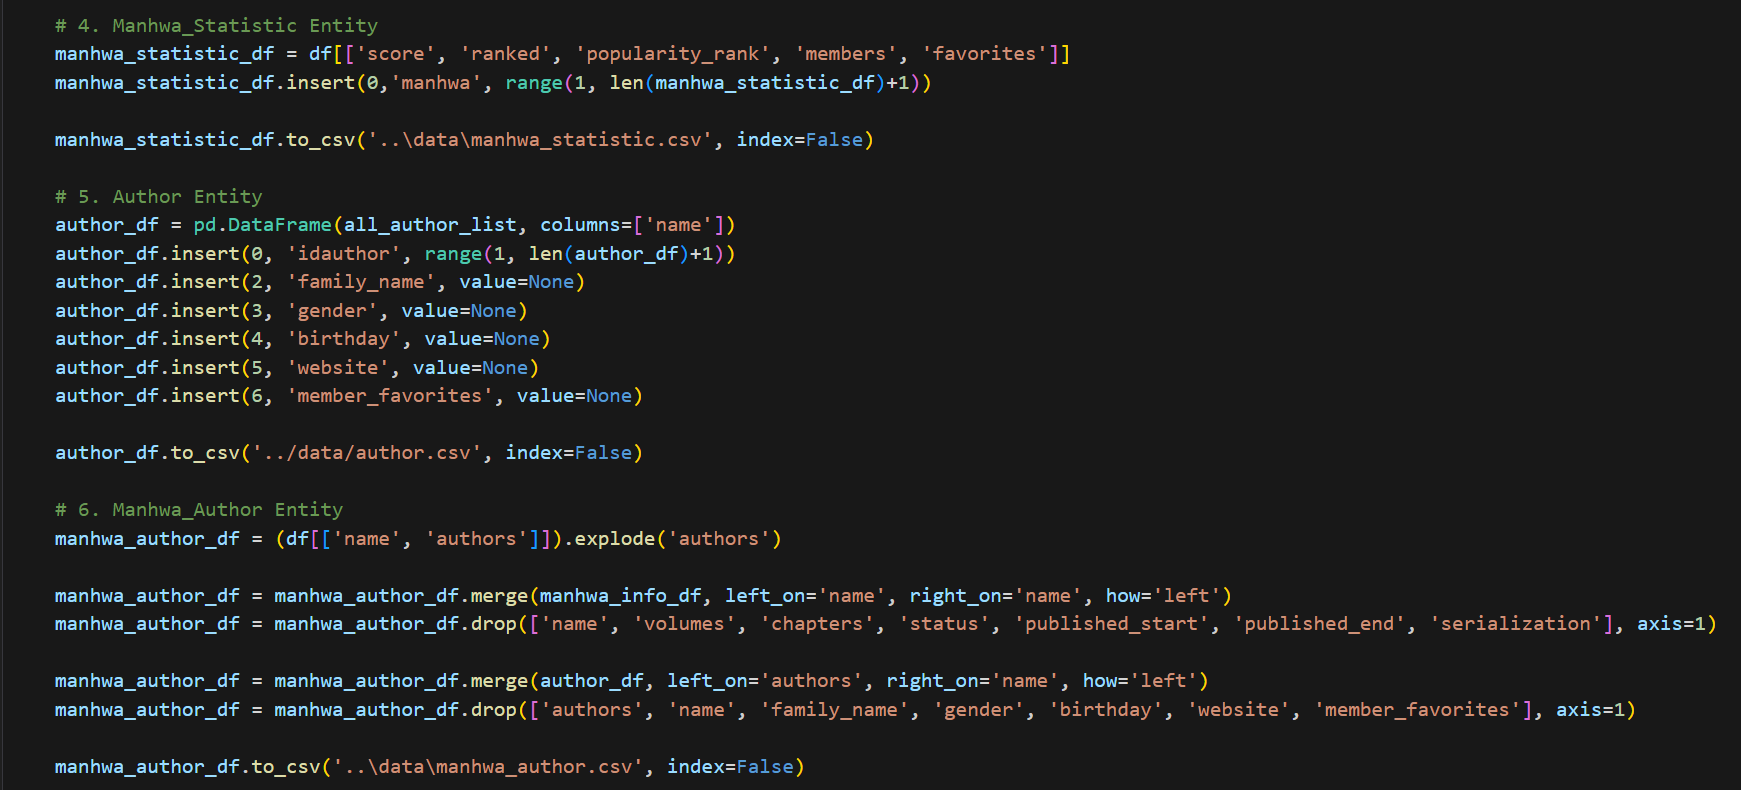 # 4. Manhwa_Statistic Entity
manhwa_statistic_df = df[['score', 'ranked', 'popularity_rank', 'members', 'favorites']]
manhwa_statistic_df.insert(0,'manhwa', range(1, len(manhwa_statistic_df)+1))
manhwa_statistic_df.to_csv('..\data\manhwa_statistic.csv', index=False)
# 5. Author Entity
author_df = pd.DataFrame(all_author_list, columns=['name'])
author_df.insert(0, 'idauthor', range(1, len(author_df)+1))
author_df.insert(2, 'family_name', value=None)
author_df.insert(3, 'gender', value=None)
author_df.insert(4, 'birthday', value=None)
author_df.insert(5, 'website', value=None)
author_df.insert(6, 'member_favorites', value=None)
author_df.to_csv('../data/author.csv', index=False)
# 6. Manhwa_Author Entity
manhwa_author_df = (df[['name', 'authors']]).explode('authors')
manhwa_author_df = manhwa_author_df.merge(manhwa_info_df, left_on='name', right_on='name', how='left')
manhwa_author_df = manhwa_author_df.drop(['name', 'volumes', 'chapters', 'status', 'published_start', 'published_end', 'serialization'], axis=1)
manhwa_author_df = manhwa_author_df.merge(author_df, left_on='authors', right_on='name', how='left')
manhwa_author_df = manhwa_author_df.drop(['authors', 'name', 'family_name', 'gender', 'birthday', 'website', 'member_favorites'], axis=1)
manhwa_author_df.to_csv('..\data\manhwa_author.csv', index=False)